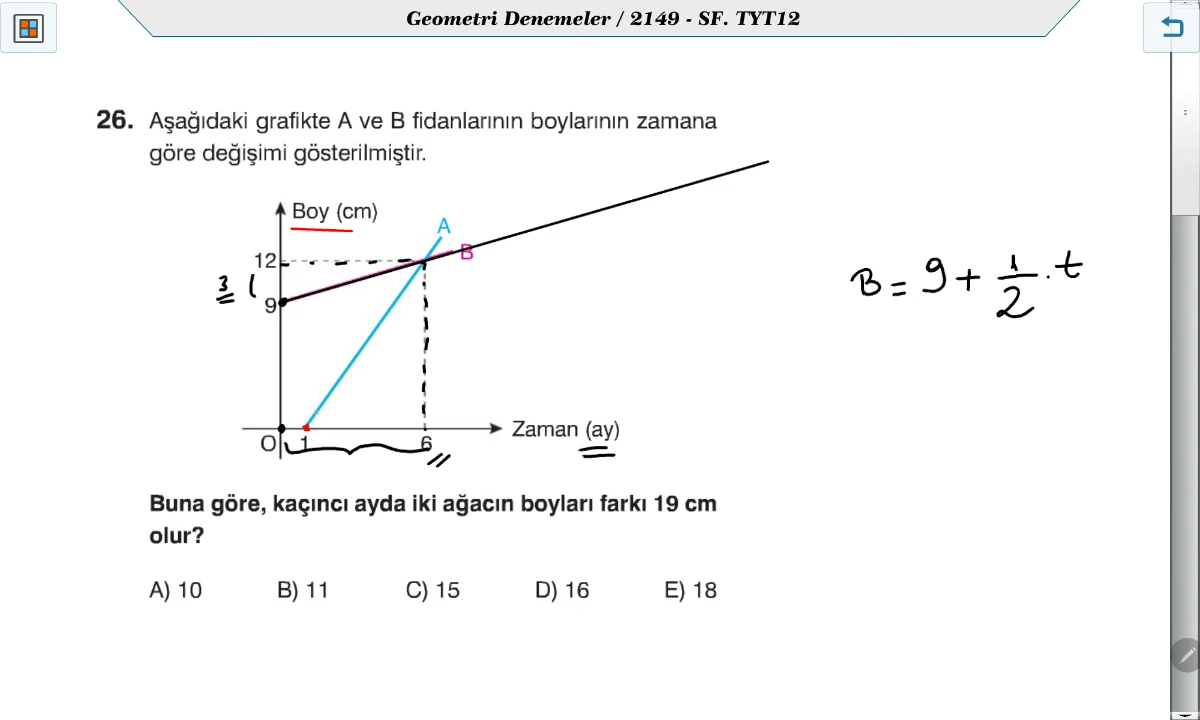 Geometri Denemeler / 2149 - SF. TYT12
26. Aşağıdaki grafikte A ve B fidanlarının boylarının zamana
göre değişimi gösterilmiştir.
Boy (cm)
A
B
12
3
9
B = 9 + 1/2 . t
Zaman (ay)
O 1 6
Buna göre, kaçıncı ayda iki ağacın boyları farkı 19 cm
olur?
A) 10 B) 11 C) 15 D) 16 E) 18